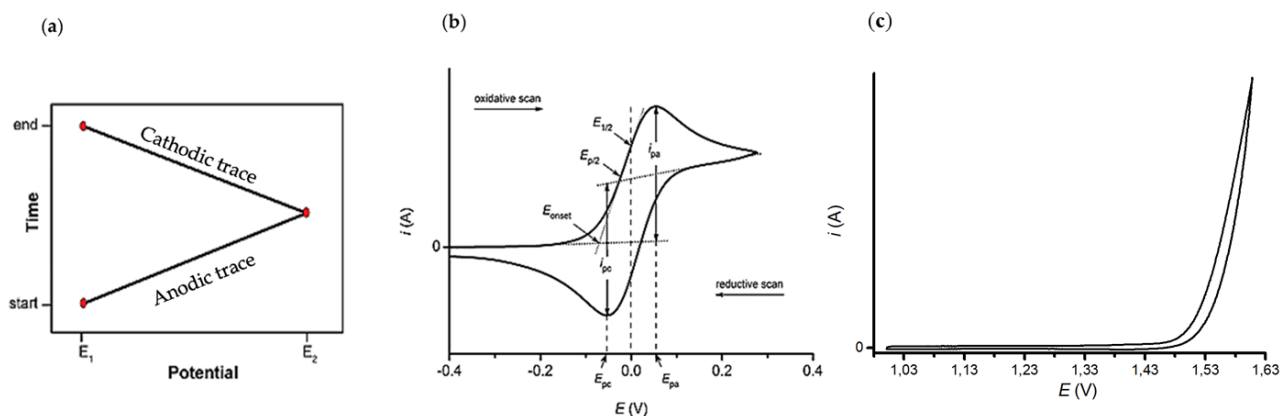 (a)
end
Time
start
Cathodic trace
Anodic trace
E1
E2
Potential
(b)
oxidative scan
E1/2
Ep/2
ipa
Eonset
ipc
reductive scan
i (A)
0
-0.4
-0.2
0.0
0.2
0.4
Epc
Epa
E (V)
(c)
i (A)
0
1,03
1,13
1,23
1,33
1,43
1,53
1,63
E (V)